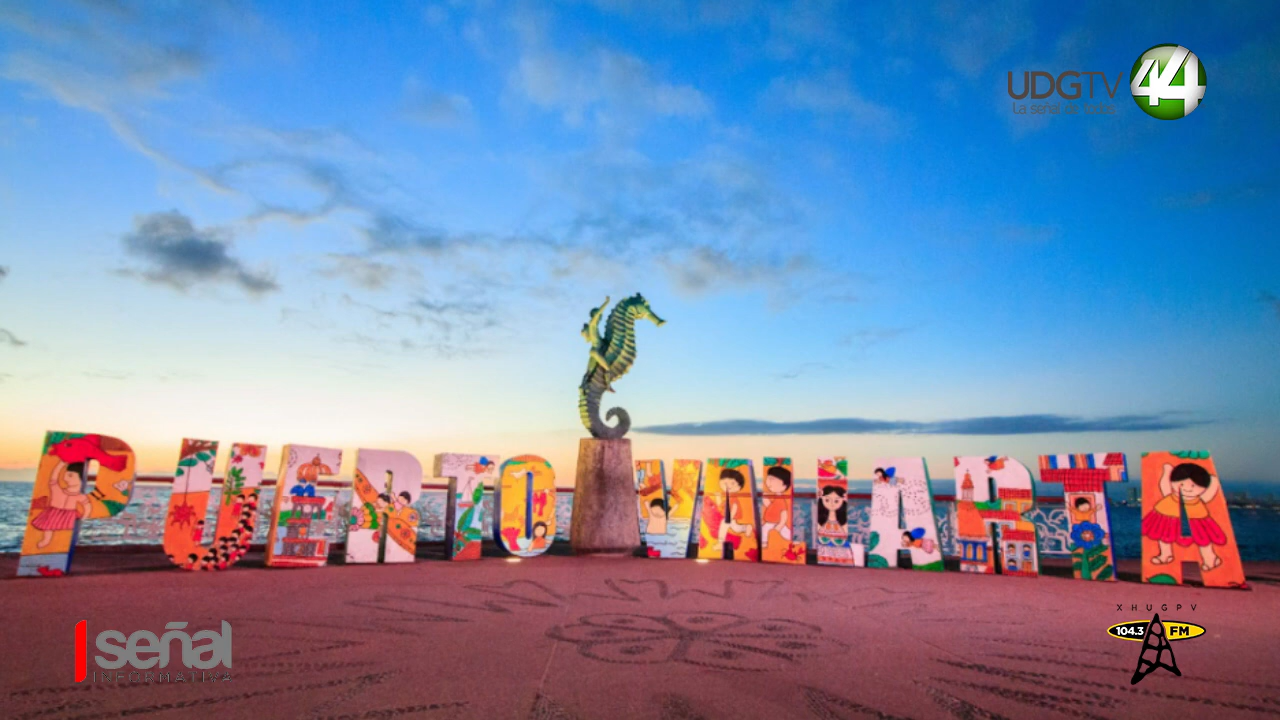 UDGTV 44
La señal de todos
PUERTO VALLARTA
señal
INFORMATIVA
XHUGPV
104.3 FM